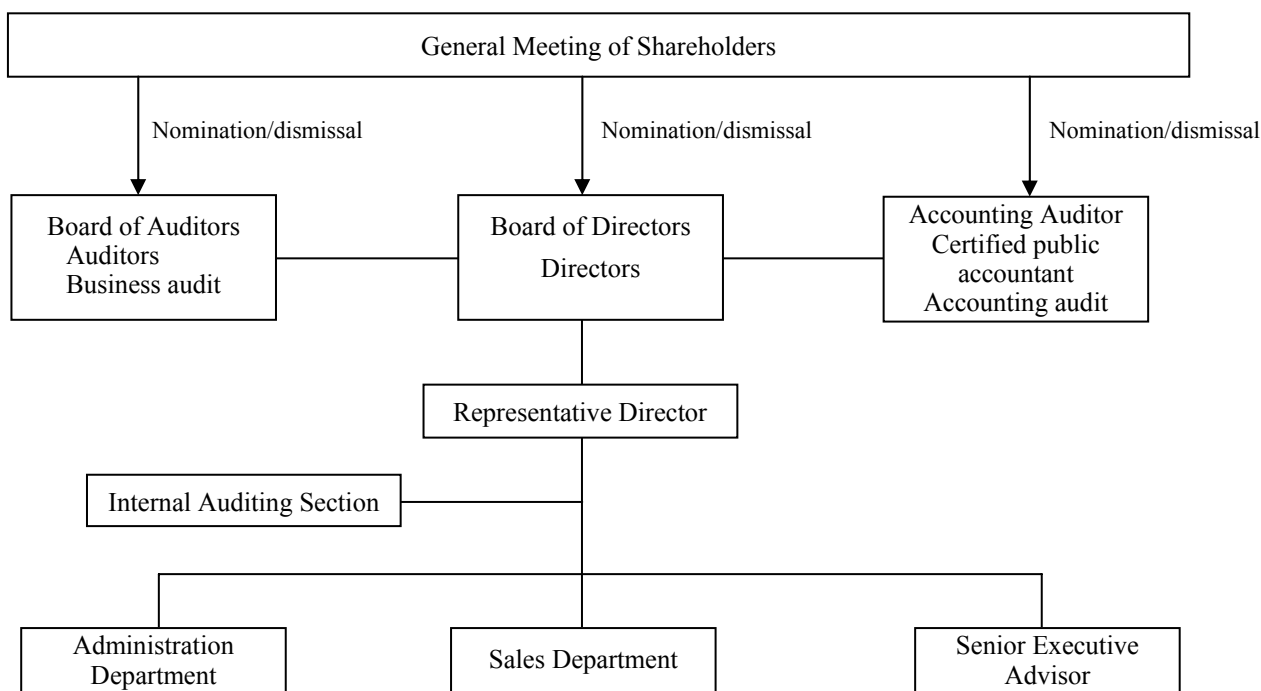 General Meeting of Shareholders
Nomination/dismissal
Nomination/dismissal
Nomination/dismissal
Board of Auditors
Auditors
Business audit
Board of Directors
Directors
Accounting Auditor
Certified public
accountant
Accounting audit
Representative Director
Internal Auditing Section
Administration
Department
Sales Department
Senior Executive
Advisor